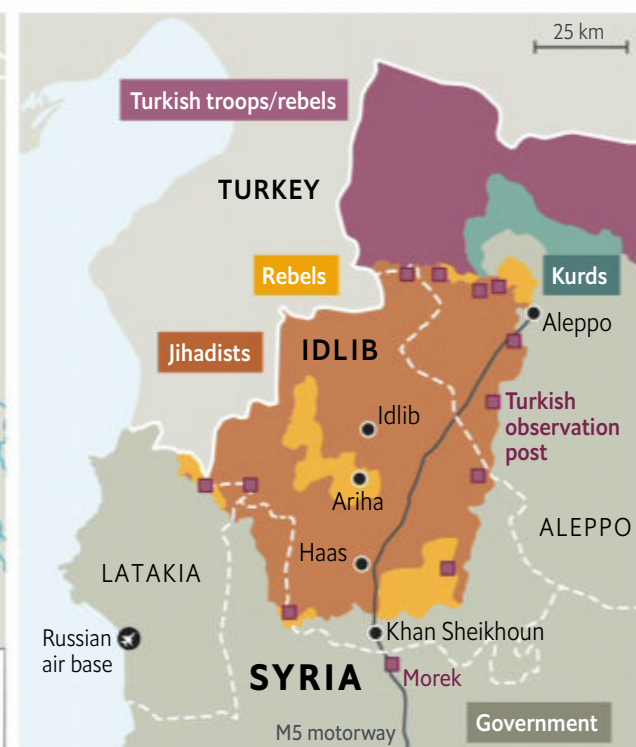 25 km
Turkish troops/rebels
TURKEY
Rebels
Kurds
Aleppo
Jihadists
IDLIB
Idlib
Turkish
observation
post
Ariha
ALEPPO
Haas
LATAKIA
Russian
air base
Khan Sheikhoun
SYRIA
Morek
Government
M5 motorway